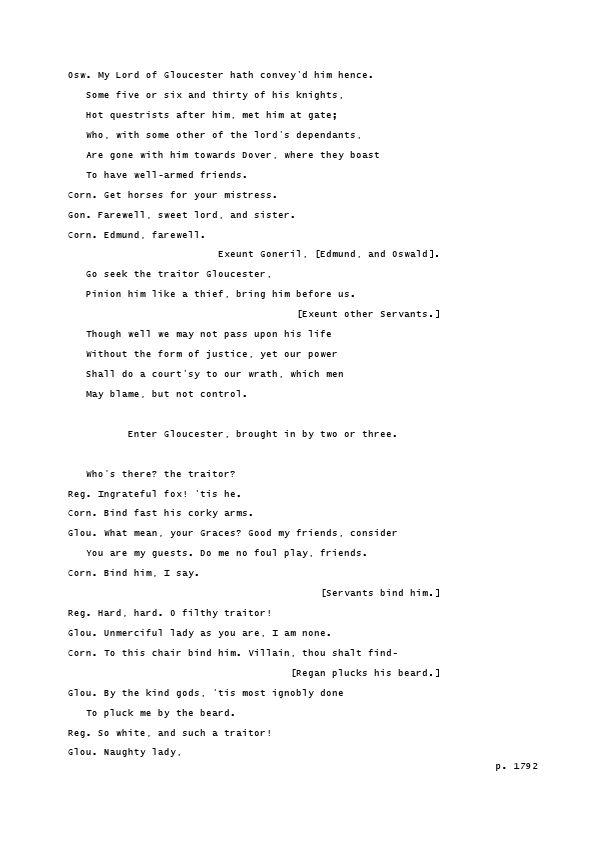 Osw. My Lord of Gloucester hath convey'd him hence.
Some five or six and thirty of his knights,
Hot questrists after him, met him at gate;
Who, with some other of the lord's dependants,
Are gone with him towards Dover, where they boast
To have well-armed friends.
Corn. Get horses for your mistress.
Gon. Farewell, sweet lord, and sister.
Corn. Edmund, farewell.
Exeunt Goneril, [Edmund, and Oswald].
Go seek the traitor Gloucester,
Pinion him like a thief, bring him before us.
[Exeunt other Servants.]
Though well we may not pass upon his life
Without the form of justice, yet our power
Shall do a court'sy to our wrath, which men
May blame, but not control.
Enter Gloucester, brought in by two or three.
Who's there? the traitor?
Reg. Ingrateful fox! 'tis he.
Corn. Bind fast his corky arms.
Glou. What mean, your Graces? Good my friends, consider
You are my guests. Do me no foul play, friends.
Corn. Bind him, I say.
[Servants bind him.]
Reg. Hard, hard. O filthy traitor!
Glou. Unmerciful lady as you are, I am none.
Corn. To this chair bind him. Villain, thou shalt find-
[Regan plucks his beard.]
Glou. By the kind gods, 'tis most ignobly done
To pluck me by the beard.
Reg. So white, and such a traitor!
Glou. Naughty lady,
p. 1792